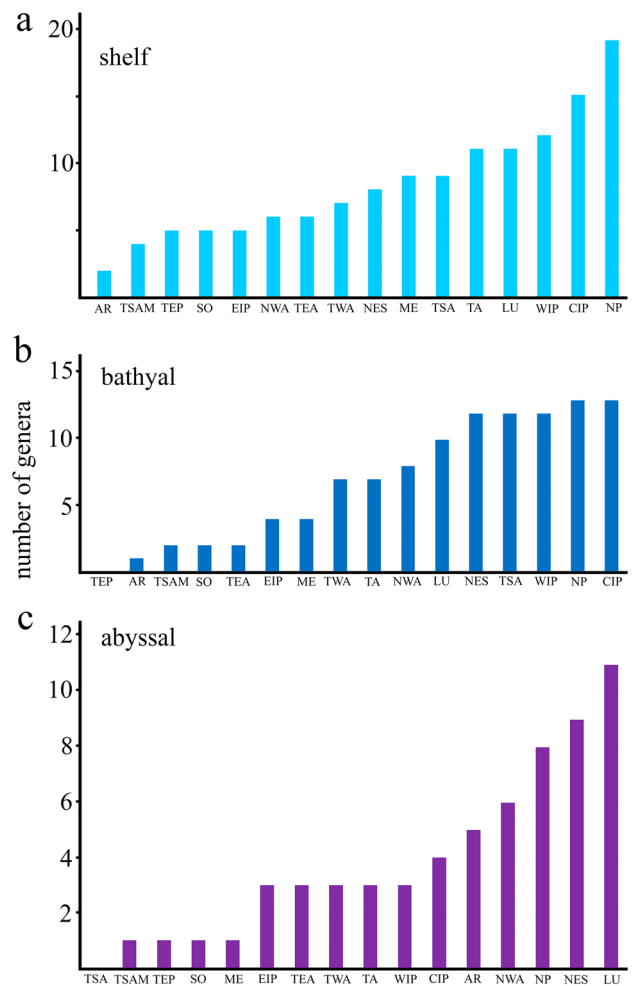 a
shelf
20
10
AR TSAM TEP SO EIP NWA TEA TWA NES ME TSA TA LU WIP CIP NP
b
bathyal
15
10
5
number of genera
TEP AR TSAM SO TEA EIP ME TWA TA NWA LU NES TSA WIP NP CIP
c
abyssal
12
10
8
6
4
2
TSA TSAM TEP SO ME EIP TEA TWA TA WIP CIP AR NWA NP NES LU